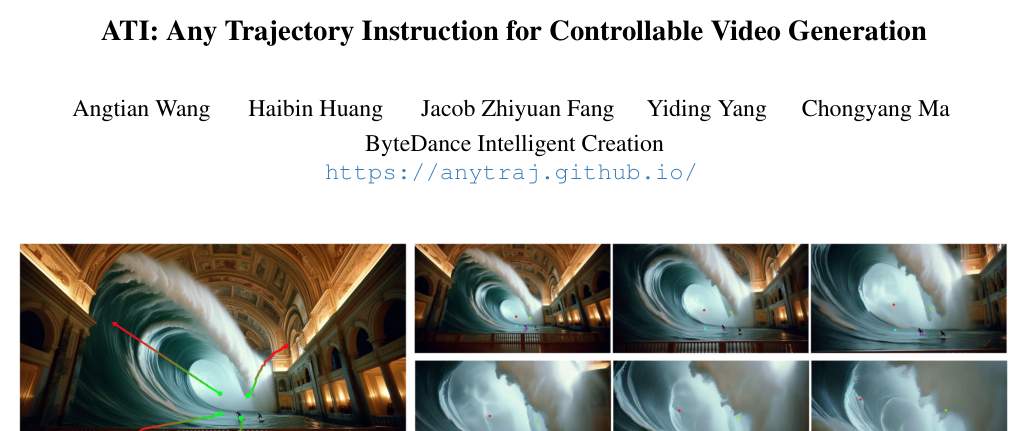 ATI: Any Trajectory Instruction for Controllable Video Generation
Angtian Wang Haibin Huang Jacob Zhiyuan Fang Yiding Yang Chongyang Ma
ByteDance Intelligent Creation
https://anytraj.github.io/